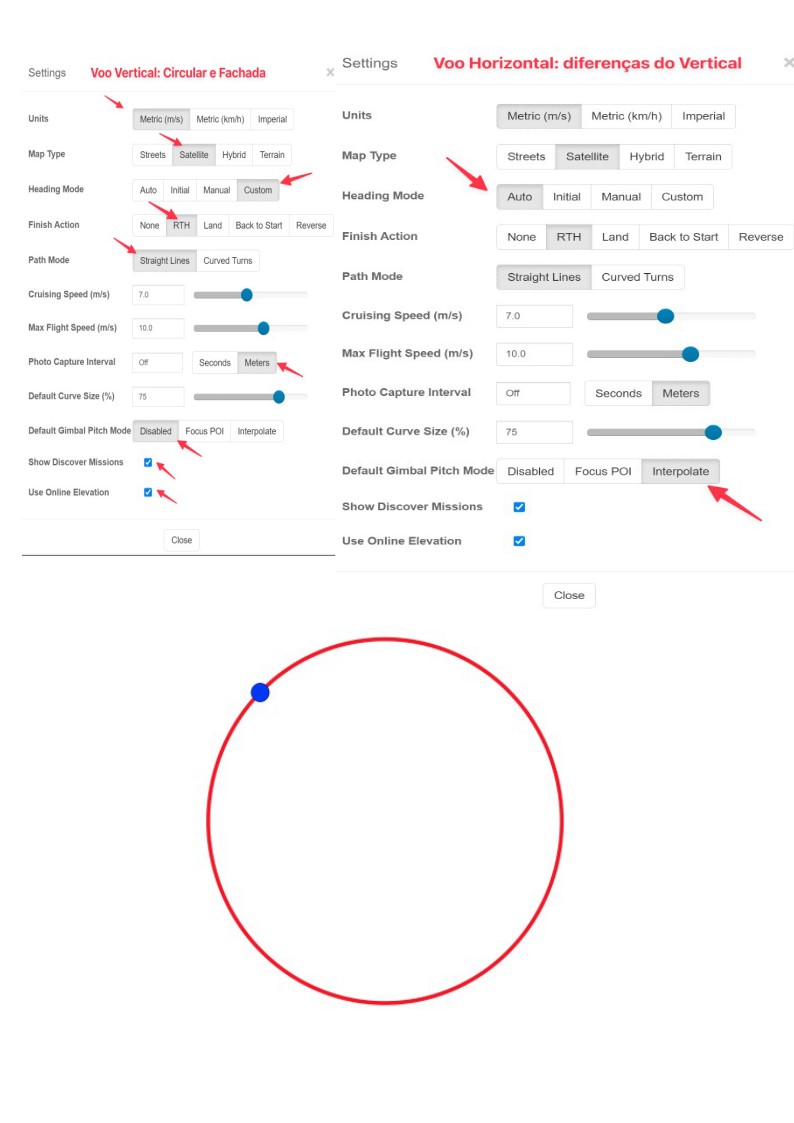 Settings Voo Vertical: Circular e Fachada ×
Units Metric (m/s) Metric (km/h) Imperial
Map Type Streets Satellite Hybrid Terrain
Heading Mode Auto Initial Manual Custom
Finish Action None RTH Land Back to Start Reverse
Path Mode Straight Lines Curved Turns
Cruising Speed (m/s) 7.0
Max Flight Speed (m/s) 10.0
Photo Capture Interval Off Seconds Meters
Default Curve Size (%) 75
Default Gimbal Pitch Mode Disabled Focus POI Interpolate
Show Discover Missions
Use Online Elevation
Close
Settings Voo Horizontal: diferenças do Vertical ×
Units Metric (m/s) Metric (km/h) Imperial
Map Type Streets Satellite Hybrid Terrain
Heading Mode Auto Initial Manual Custom
Finish Action None RTH Land Back to Start Reverse
Path Mode Straight Lines Curved Turns
Cruising Speed (m/s) 7.0
Max Flight Speed (m/s) 10.0
Photo Capture Interval Off Seconds Meters
Default Curve Size (%) 75
Default Gimbal Pitch Mode Disabled Focus POI Interpolate
Show Discover Missions
Use Online Elevation
Close